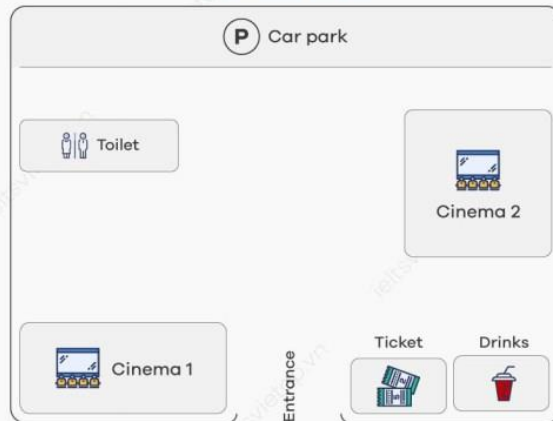 P Car park
Toilet
Cinema 2
Ticket
Drinks
Cinema 1
Entrance